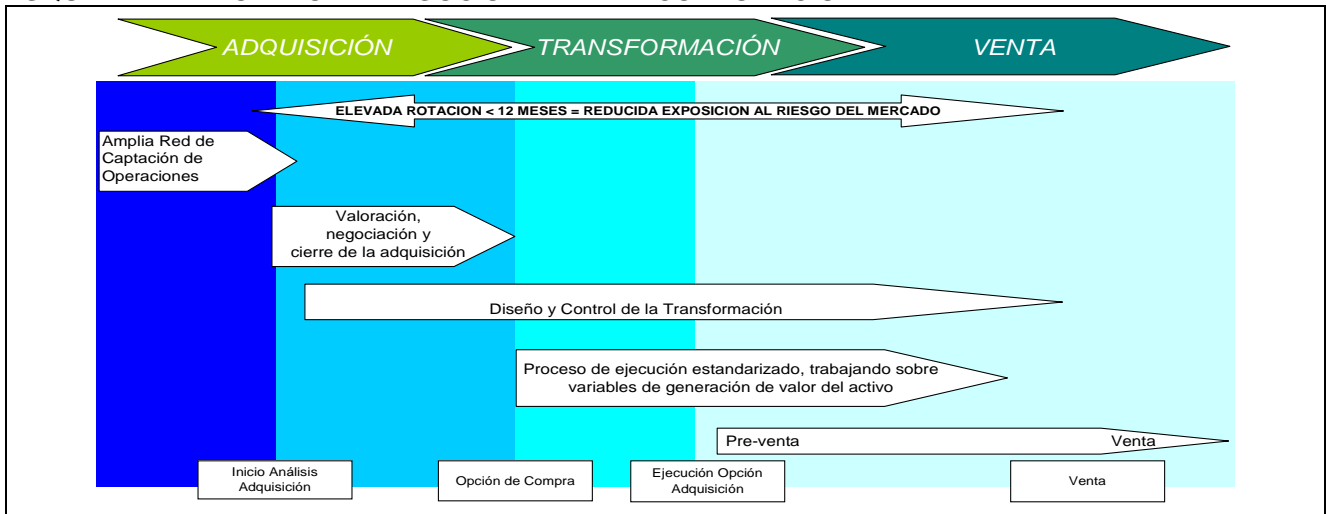 ADQUISICIÓN
TRANSFORMACIÓN
VENTA
ELEVADA ROTACION < 12 MESES = REDUCIDA EXPOSICION AL RIESGO DEL MERCADO
Amplia Red de
Captación de
Operaciones
Valoración,
negociación y
cierre de la adquisición
Diseño y Control de la Transformación
Proceso de ejecución estandarizado, trabajando sobre
variables de generación de valor del activo
Pre-venta
Venta
Inicio Análisis
Adquisición
Opción de Compra
Ejecución Opción
Adquisición
Venta